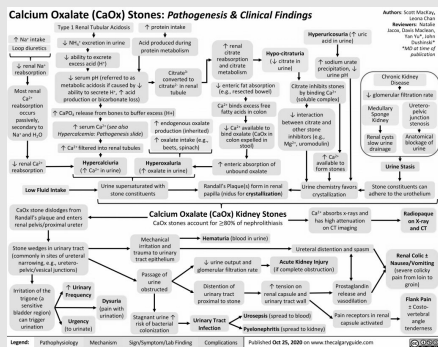 Calcium Oxalate (CaOx) Stones: Pathogenesis & Clinical Findings
Authors: Scott MacKay,
Leona Chan
Reviewers: Natalie
Jacox, Davis Maclean,
Yan Yu*, John
Dushinski*
*MD at time of
publication
↑ Na⁺ intake
Loop diuretics
↓ renal Na⁺
reabsorption
Most renal
Ca²⁺
reabsorption
occurs
passively,
secondary to
Na⁺ and H₂O
↓ renal Ca²⁺
Reabsorption
Type 1 Renal Tubular Acidosis
↓ NH₄⁺ excretion in urine
↓ ability to excrete
excess acid (H⁺)
↓ serum pH (referred to as
metabolic acidosis if caused by ↓
ability to secrete H⁺, ↑ acid
production or bicarbonate loss)
↑ CaPO₄ release from bones to buffer excess (H+)
↑ serum Ca²⁺ (see also
Hypercalcemia: Pathogenesis slide)
↑ Ca²⁺ filtered into renal tubules
Hypercalciuria
(↑ Ca²⁺ in urine)
↑ protein intake
Acid produced during
protein metabolism
Citrate³⁻
converted to
citrate²⁻ in renal
tubule
↑ endogenous oxalate
production (inherited)
↑ oxalate intake (e.g.,
beets, spinach)
Hyperoxaluria
(↑ oxalate in urine)
↑ renal
citrate
reabsorption
and citrate
metabolism
↓ enteric fat absorption
(e.g., resected bowel)
Ca²⁺ binds excess free
fatty acids in colon
↓ Ca²⁺ available to
bind oxalate (CaOx in
colon expelled in
stool)
↑ enteric absorption of
unbound oxalate
Hypo-citraturia
(↓ citrate in
urine)
Citrate inhibits stones
by binding Ca²⁺
(soluble complex)
↓ interaction
between citrate and
other stone
inhibitors (e.g.
Mg²⁺, uromodulin)
Hyperuricosuria (↑ uric
acid in urine)
↑ sodium urate
precipitation, ↓
urine pH
↑ Ca²⁺
available to
form stones
Chronic Kidney
Disease
↓ glomerular filtration rate
Medullary
Sponge
Kidney
Renal cysts
slow urine
drainage
Uretero-
pelvic
junction
stenosis
Anatomical
blockage of
urine
Urine Stasis
Low Fluid Intake
Urine supersaturated with
stone constituents
Randall's Plaque(s) form in renal
papilla (nidus for crystallization)
Urine chemistry favors
crystallization
Stone constituents can
adhere to the urothelium
Calcium Oxalate (CaOx) Kidney Stones
CaOx stones account for ≥80% of nephrolithiasis
Ca²⁺ absorbs x-rays and
has high attenuation
on CT imaging
Radiopaque
on X-ray
and CT
CaOx stone dislodges from
Randall's plaque and enters
renal pelvis/proximal ureter
Stone wedges in urinary tract
(commonly in sites of ureteral
narrowing, e.g., uretero-
pelvic/vesical junctions)
Irritation of the
trigone (a
sensitive
bladder region)
can trigger
urination
↑ Urinary
Frequency
Urgency
(to urinate)
Dysuria
(pain with
urination)
Mechanical
irritation and
trauma to urinary
tract epithelium
Hematuria (blood in urine)
Passage of
urine
obstructed
↓ urine output and
glomerular filtration rate
Acute Kidney Injury
(if complete obstruction)
Distention of
urinary tract
proximal to stone
Stagnant urine ↑
risk of bacterial
colonization
Urinary Tract
Infection
Urosepsis (spread to blood)
Pyelonephritis (spread to kidney)
↑ tension on
renal capsule and
urinary tract wall
Ureteral distention and spasm
Prostaglandin
release and
vasodilation
Pain receptors in renal
capsule activated
Renal Colic ±
Nausea/Vomiting
(severe colicky
pain from loin to
groin)
Flank Pain
± Costo-
vertebral
angle
tenderness
Legend: Pathophysiology Mechanism Sign/Symptom/Lab Finding Complications Published Oct 25, 2020 on www.thecalgaryguide.com